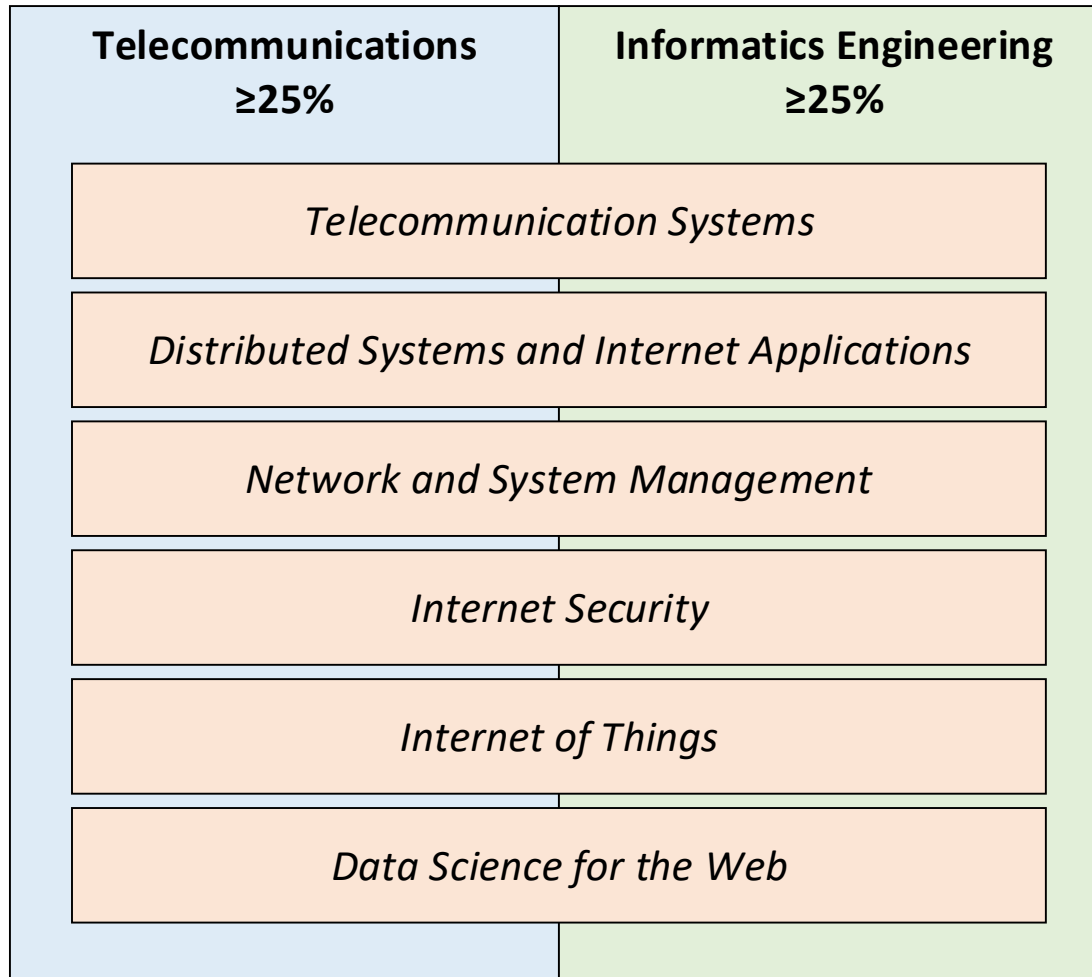 Telecommunications
≥25%
Informatics Engineering
≥25%
Telecommunication Systems
Distributed Systems and Internet Applications
Network and System Management
Internet Security
Internet of Things
Data Science for the Web